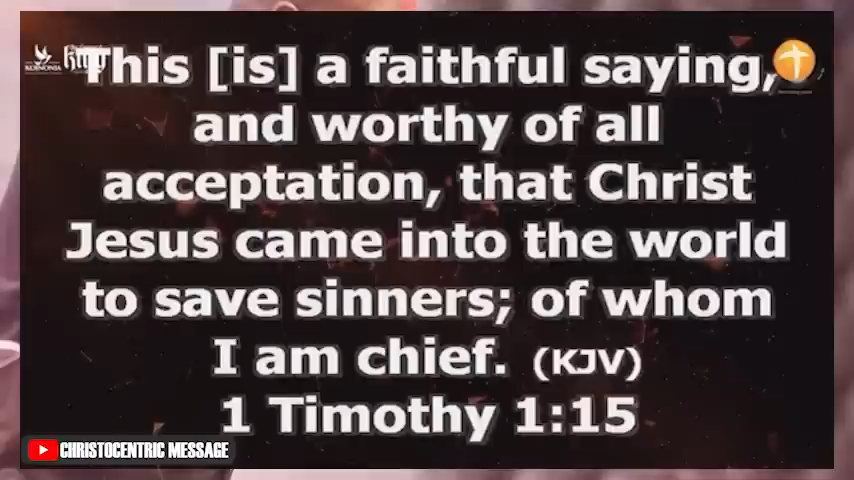 KOINONIA
This [is] a faithful saying,
and worthy of all
acceptation, that Christ
Jesus came into the world
to save sinners; of whom
I am chief. (KJV)
1 Timothy 1:15
CHRISTOCENTRIC MESSAGE